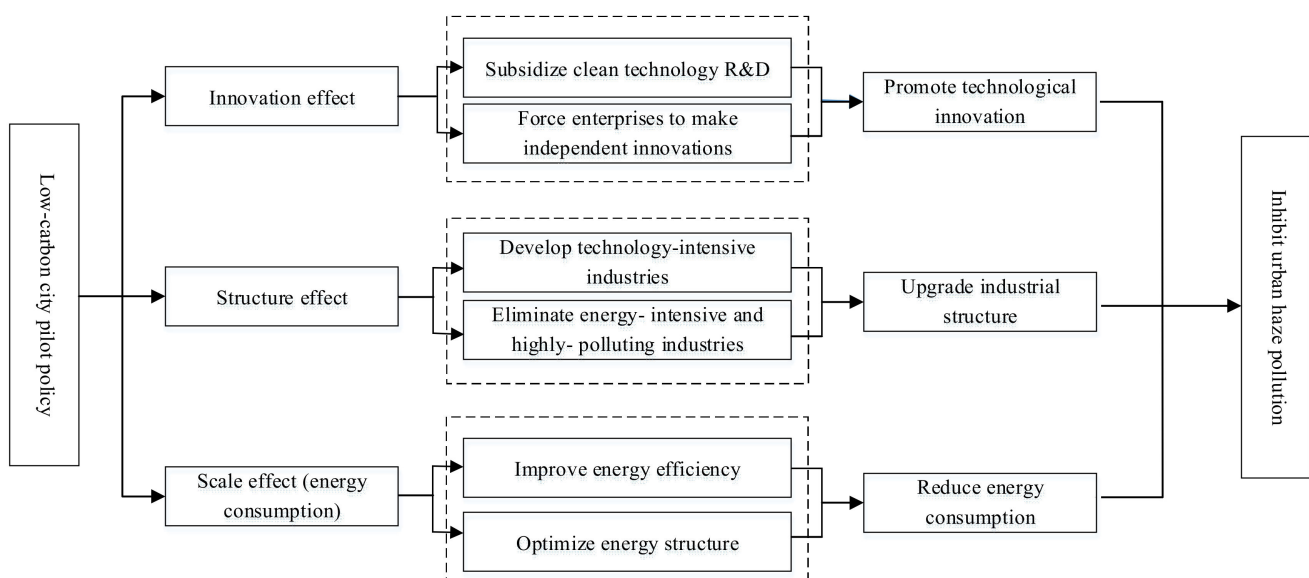 Low-carbon city pilot policy
Innovation effect
Subsidize clean technology R&D
Force enterprises to make
independent innovations
Promote technological
innovation
Structure effect
Develop technology-intensive
industries
Eliminate energy- intensive and
highly- polluting industries
Upgrade industrial
structure
Scale effect (energy
consumption)
Improve energy efficiency
Optimize energy structure
Reduce energy
consumption
Inhibit urban haze pollution